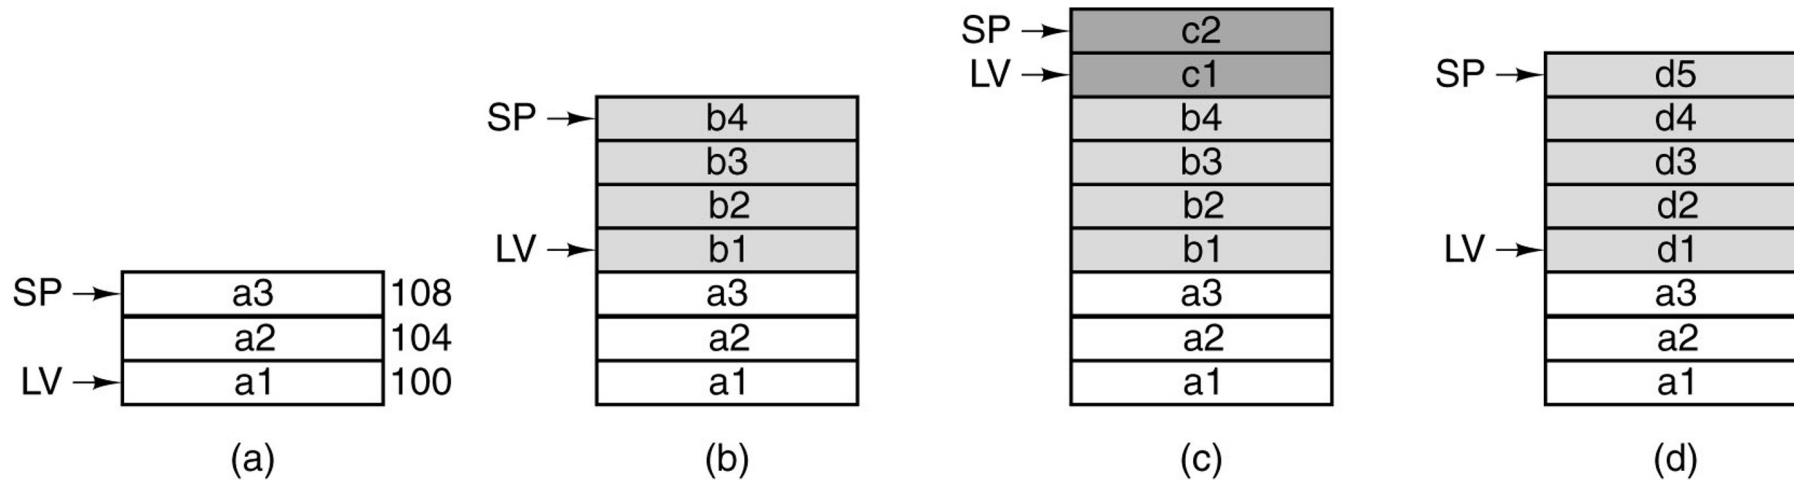 SP a3 108
a2 104
LV a1 100
(a)
SP b4
b3
b2
LV b1
a3
a2
a1
(b)
SP c2
LV c1
b4
b3
b2
b1
a3
a2
a1
(c)
SP d5
d4
d3
d2
LV d1
a3
a2
a1
(d)